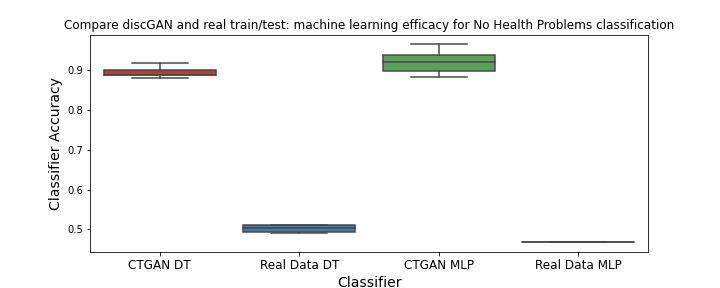 Compare discGAN and real train/test: machine learning efficacy for No Health Problems classification
Classifier Accuracy
0.9
0.8
0.7
0.6
0.5
CTGAN DT
Real Data DT
CTGAN MLP
Real Data MLP
Classifier